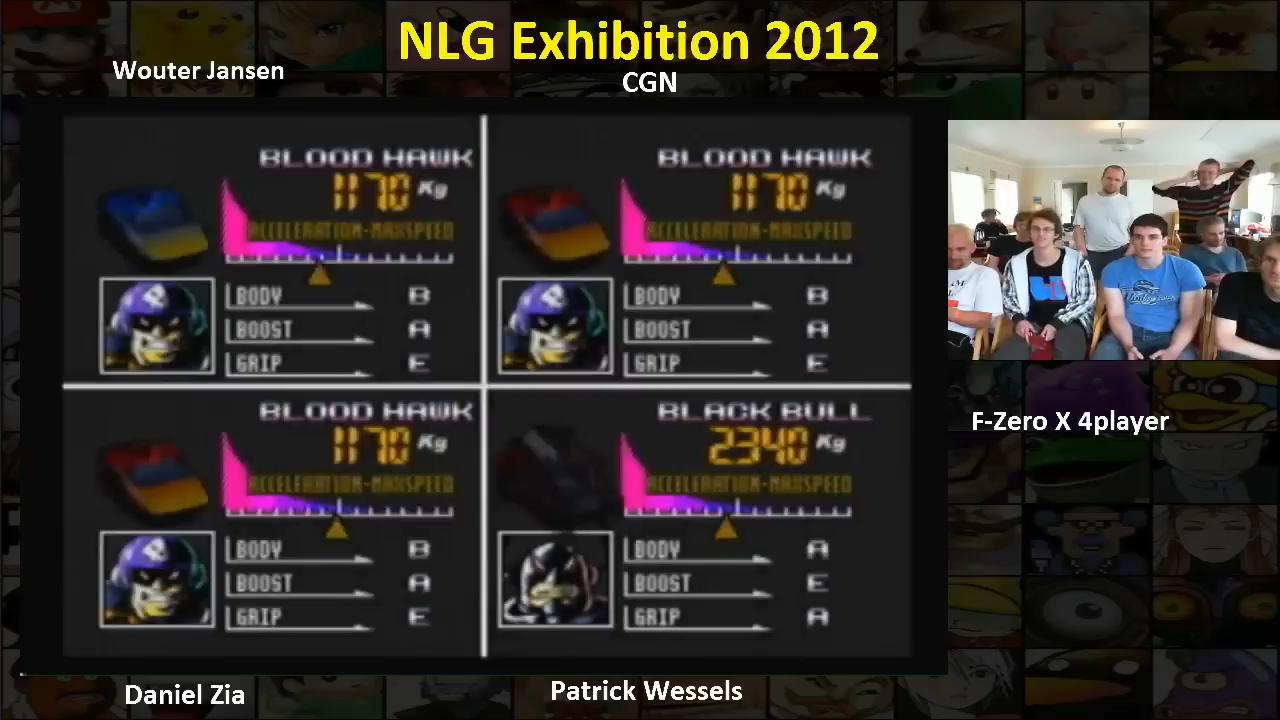 NLG Exhibition 2012
Wouter Jansen
CGN
BLOOD HAWK
1170 Kg
ACCELERATION-MAXSPEED
BODY B
BOOST A
GRIP E
BLOOD HAWK
1170 Kg
ACCELERATION-MAXSPEED
BODY B
BOOST A
GRIP E
BLOOD HAWK
1170 Kg
ACCELERATION-MAXSPEED
BODY B
BOOST A
GRIP E
BLACK BULL
2340 Kg
ACCELERATION-MAXSPEED
BODY A
BOOST E
GRIP A
F-Zero X 4player
Daniel Zia
Patrick Wessels